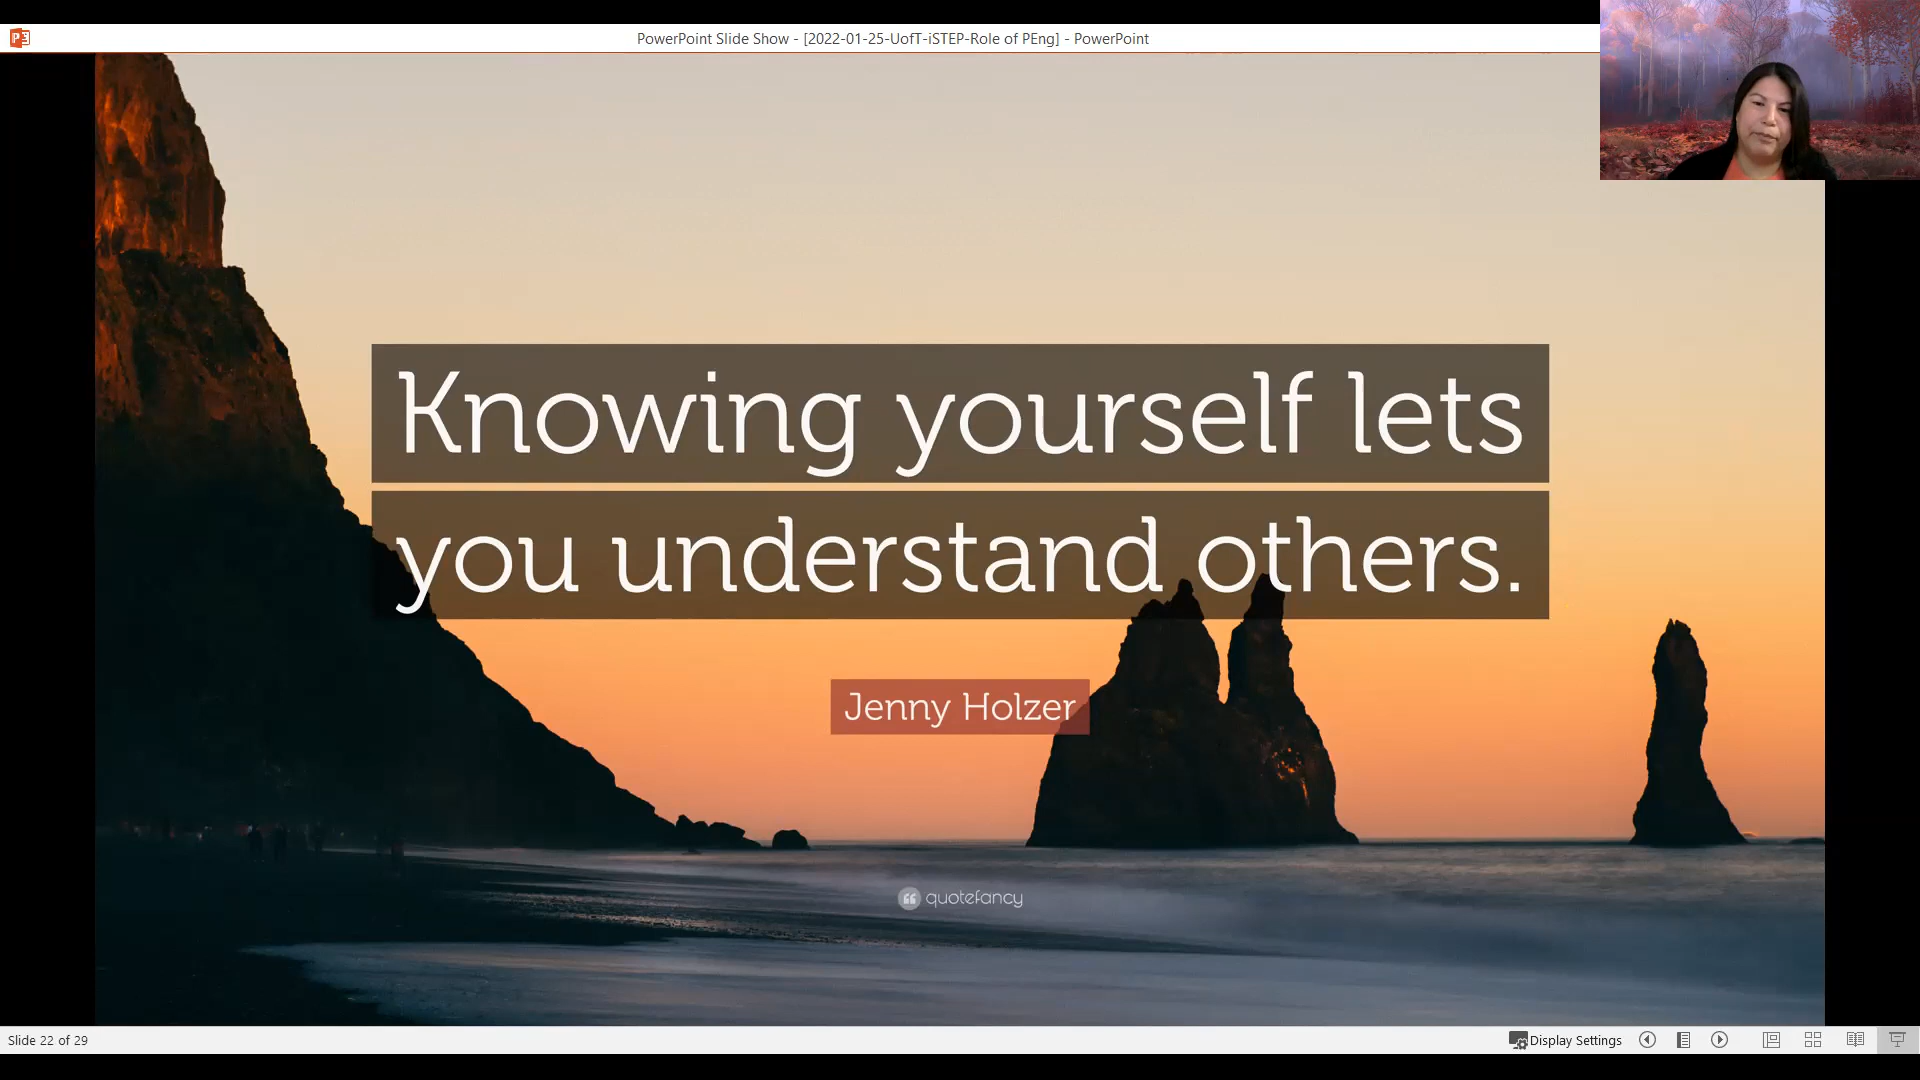 PowerPoint Slide Show - [2022-01-25-UofT-iSTEP-Role of PEng] - PowerPoint
Knowing yourself lets
you understand others.
Jenny Holzer
quotefancy
Slide 22 of 29
Display Settings